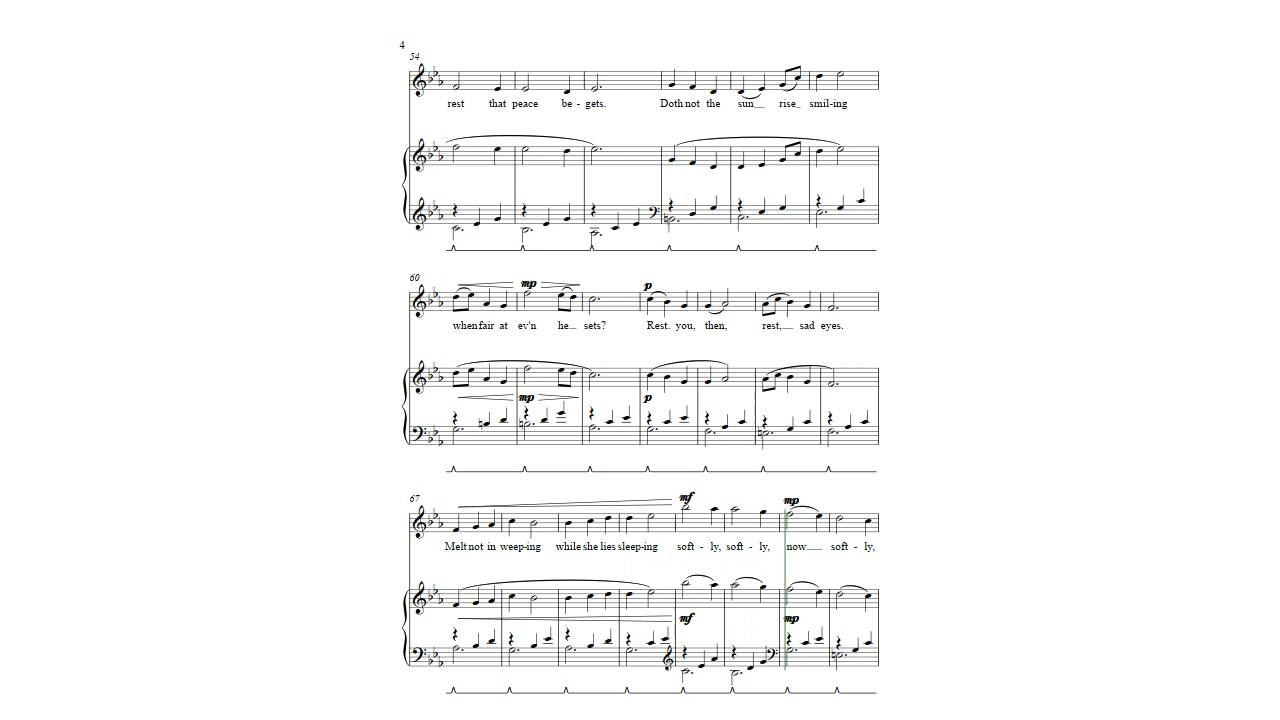 4
54
rest that peace be - gets. Doth not the sun__ rise_ smil-ing
60
mp
p
when fair at ev'n he__ sets? Rest. you, then, rest,__ sad eyes.
mp
p
67
mf
mp
Melt not in weep-ing while she lies sleep-ing soft - ly, soft - ly, now___ soft - ly,
mf
mp